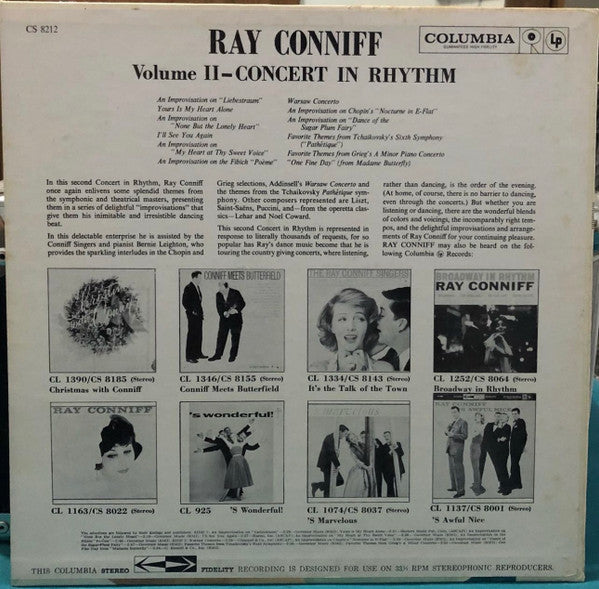 CS 8212
RAY CONNIFF
COLUMBIA
GUARANTEED HIGH FIDELITY
LP
Volume II—CONCERT IN RHYTHM
An Improvisation on "Liebestraum"
Yours Is My Heart Alone
An Improvisation on
"None But the Lonely Heart"
I'll See You Again
An Improvisation on
"My Heart at Thy Sweet Voice"
An Improvisation on the Fibich "Poème"
Warsaw Concerto
An Improvisation on Chopin's "Nocturne in E-Flat"
An Improvisation on "Dance of the
Sugar Plum Fairy"
Favorite Themes from Tchaikovsky's Sixth Symphony
("Pathétique")
Favorite Themes from Grieg's A Minor Piano Concerto
"One Fine Day" (from Madame Butterfly)
In this second Concert in Rhythm, Ray Conniff
once again enlivens some splendid themes from
the symphonic and theatrical masters, presenting
them in a series of delightful "improvisations" that
give them his inimitable and irresistible dancing
beat.
In this delectable enterprise he is assisted by the
Conniff Singers and pianist Bernie Leighton, who
provides the sparkling interludes in the Chopin and
Grieg selections, Addinsell's Warsaw Concerto and
the themes from the Tchaikovsky Pathétique sym-
phony. Other composers represented are Liszt,
Saint-Saëns, Puccini, and—from the operetta clas-
sics—Lehar and Noel Coward.
This second Concert in Rhythm is represented in
response to literally thousands of requests, for so
popular has Ray's dance music become that he is
touring the country giving concerts, where listening,
rather than dancing, is the order of the evening.
(At home, of course, there is no barrier to dancing,
even through the concerts.) But whether you are
listening or dancing, there are the wonderful blends
of colors and voicings, the incomparably right tem-
pos, and the delightful improvisations and arrange-
ments of Ray Conniff for your continuing pleasure.
RAY CONNIFF may also be heard on the fol-
lowing Columbia Records:
CONNIFF MEETS BUTTERFIELD
THE RAY CONNIFF SINGERS
BROADWAY IN RHYTHM
RAY CONNIFF
CL 1390/CS 8185 (Stereo)
Christmas with Conniff
CL 1346/CS 8155 (Stereo)
Conniff Meets Butterfield
CL 1334/CS 8143 (Stereo)
It's the Talk of the Town
CL 1252/CS 8064 (Stereo)
Broadway in Rhythm
RAY CONNIFF
's wonderful!
'S marvelous
RAY CONNIFF
'S AWFUL NICE
CL 1163/CS 8022 (Stereo)
CL 925 'S Wonderful!
CL 1074/CS 8037 (Stereo)
'S Marvelous
CL 1137/CS 8001 (Stereo)
'S Awful Nice
THIS COLUMBIA STEREO FIDELITY RECORDING IS DESIGNED FOR USE ON 33⅓ RPM STEREOPHONIC REPRODUCERS.